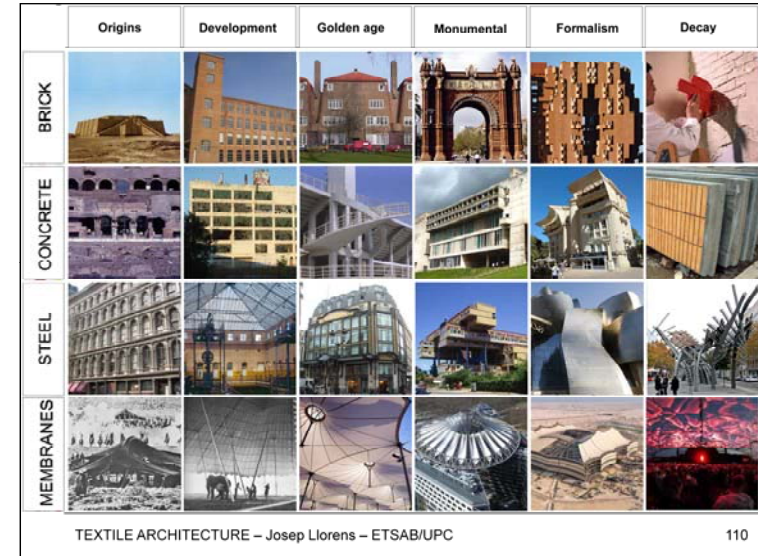 Origins Development Golden age Monumental Formalism Decay
BRICK
CONCRETE
STEEL
MEMBRANES
TEXTILE ARCHITECTURE – Josep Llorens – ETSAB/UPC 110